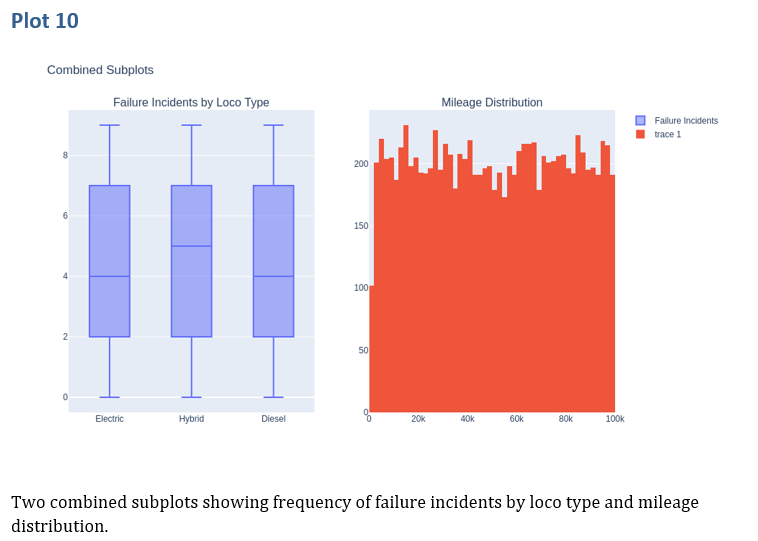 Plot 10
Combined Subplots
Failure Incidents by Loco Type
8
6
4
2
0
Electric
Hybrid
Diesel
Mileage Distribution
200
150
100
50
0
0
20k
40k
60k
80k
100k
Failure Incidents
trace 1
Two combined subplots showing frequency of failure incidents by loco type and mileage
distribution.